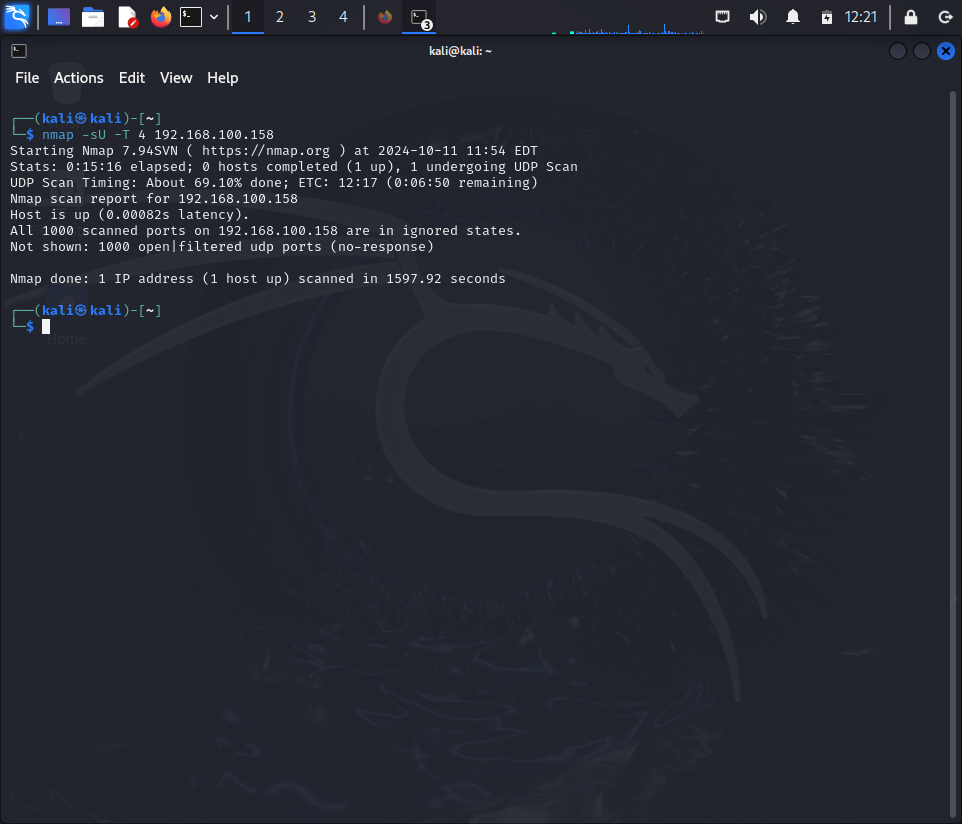 1 2 3 4 3 12:21
kali@kali: ~
File Actions Edit View Help
┌──(kali㉿kali)-[~]
└─$ nmap -sU -T 4 192.168.100.158
Starting Nmap 7.94SVN ( https://nmap.org ) at 2024-10-11 11:54 EDT
Stats: 0:15:16 elapsed; 0 hosts completed (1 up), 1 undergoing UDP Scan
UDP Scan Timing: About 69.10% done; ETC: 12:17 (0:06:50 remaining)
Nmap scan report for 192.168.100.158
Host is up (0.00082s latency).
All 1000 scanned ports on 192.168.100.158 are in ignored states.
Not shown: 1000 open|filtered udp ports (no-response)
Nmap done: 1 IP address (1 host up) scanned in 1597.92 seconds
┌──(kali㉿kali)-[~]
└─$
Home